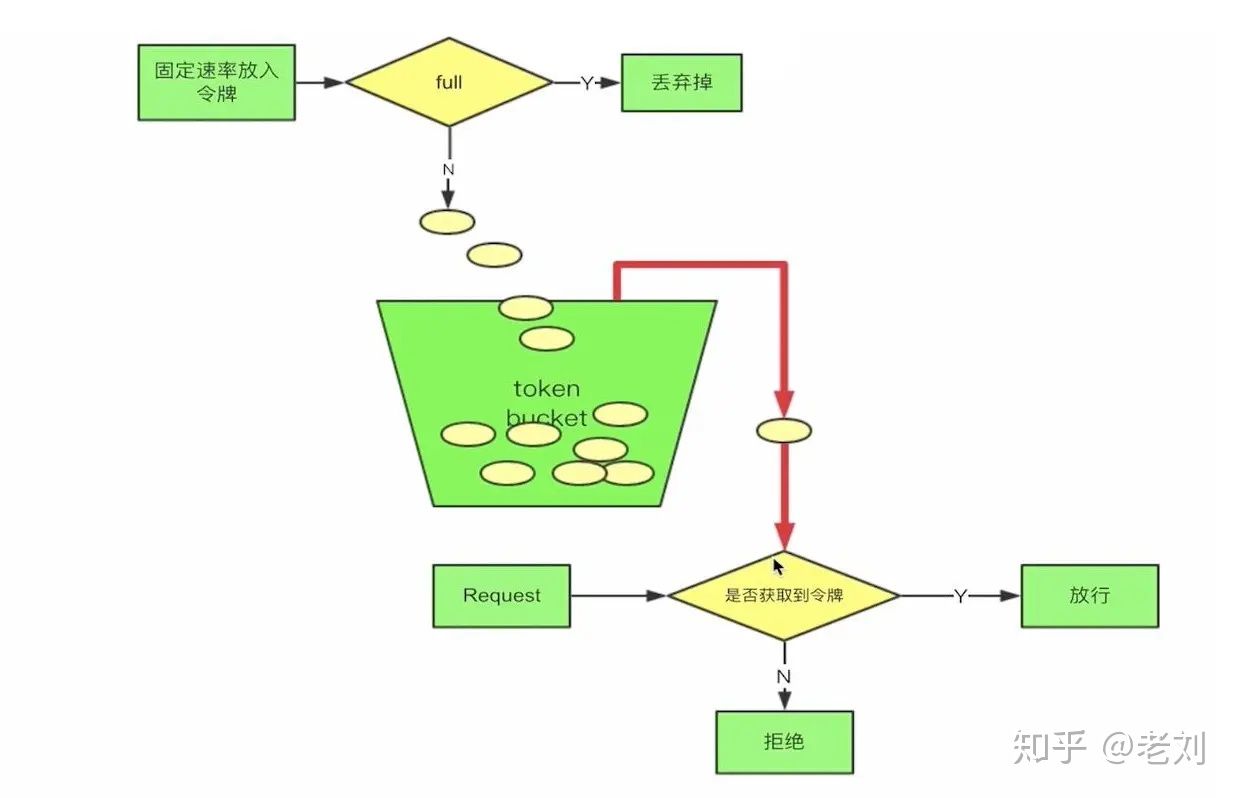 固定速率放入
令牌
full
Y
丢弃掉
N
token
bucket
Request
是否获取到令牌
Y
放行
N
拒绝
知乎 @老刘